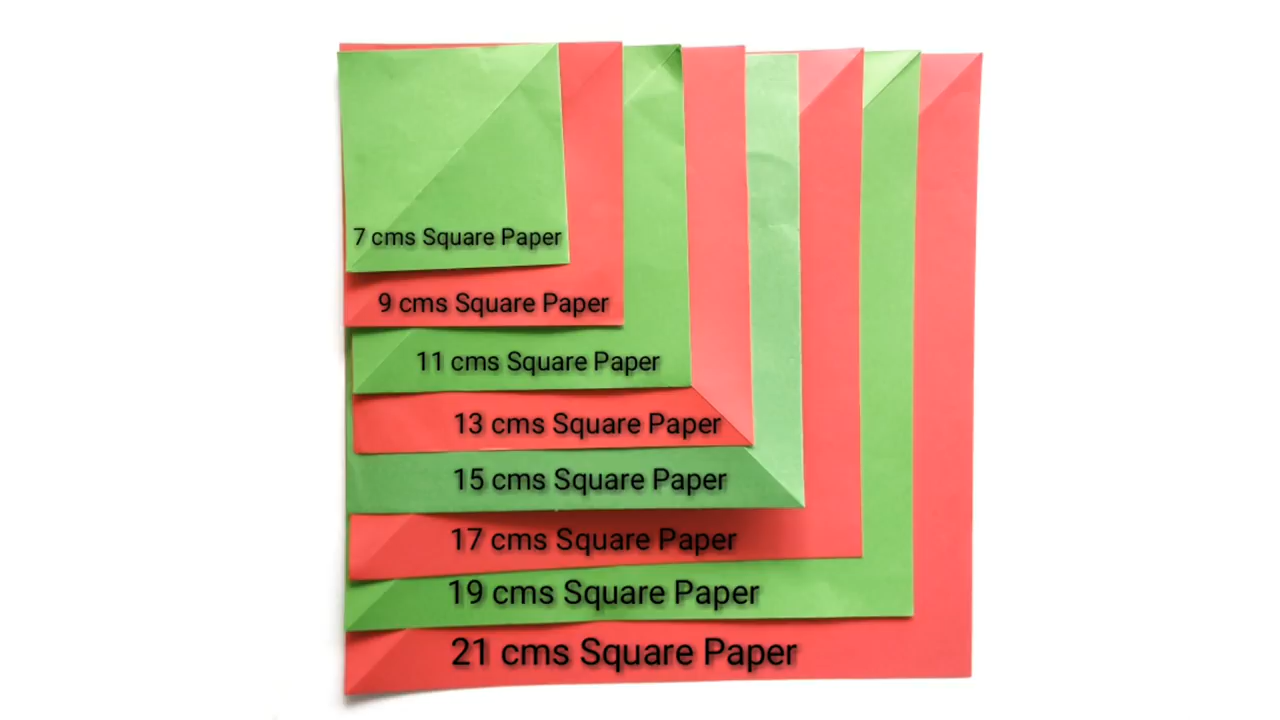 7 cms Square Paper
9 cms Square Paper
11 cms Square Paper
13 cms Square Paper
15 cms Square Paper
17 cms Square Paper
19 cms Square Paper
21 cms Square Paper